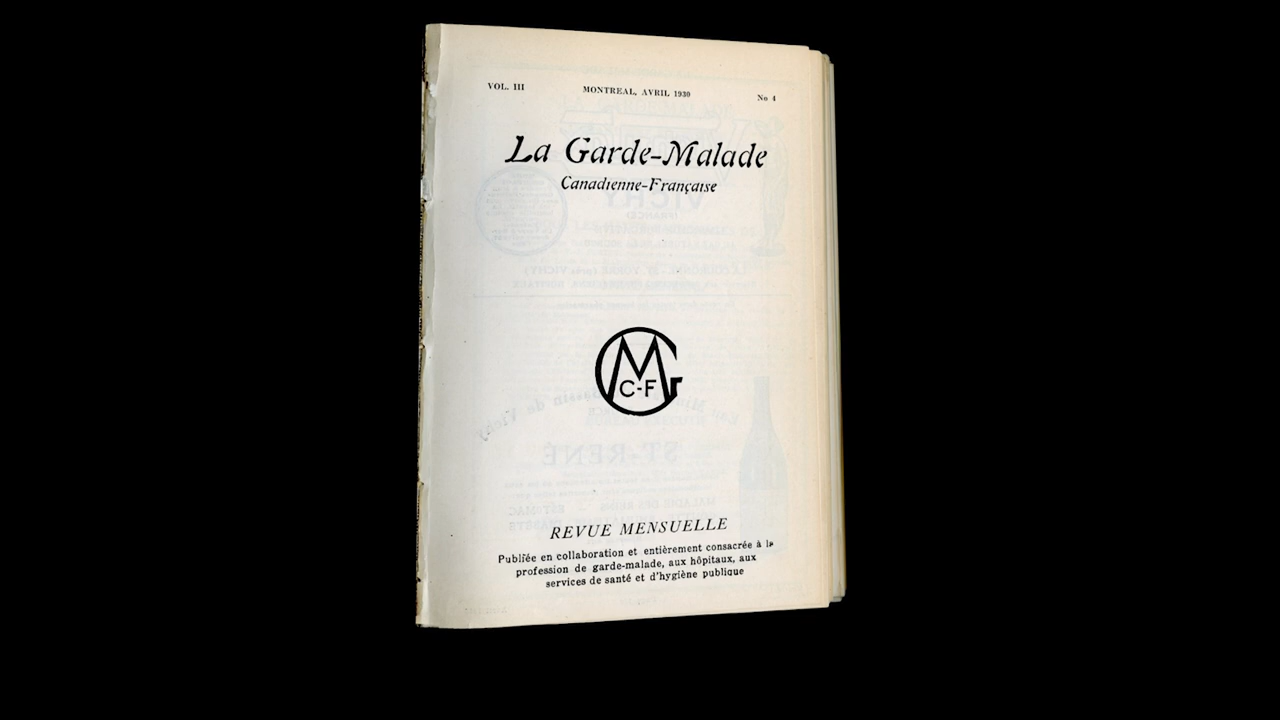 VOL. III MONTREAL, AVRIL 1930 No 4
La Garde-Malade
Canadienne-Française
GM C-F
REVUE MENSUELLE
Publiée en collaboration et entièrement consacrée à la
profession de garde-malade, aux hôpitaux, aux
services de santé et d'hygiène publique